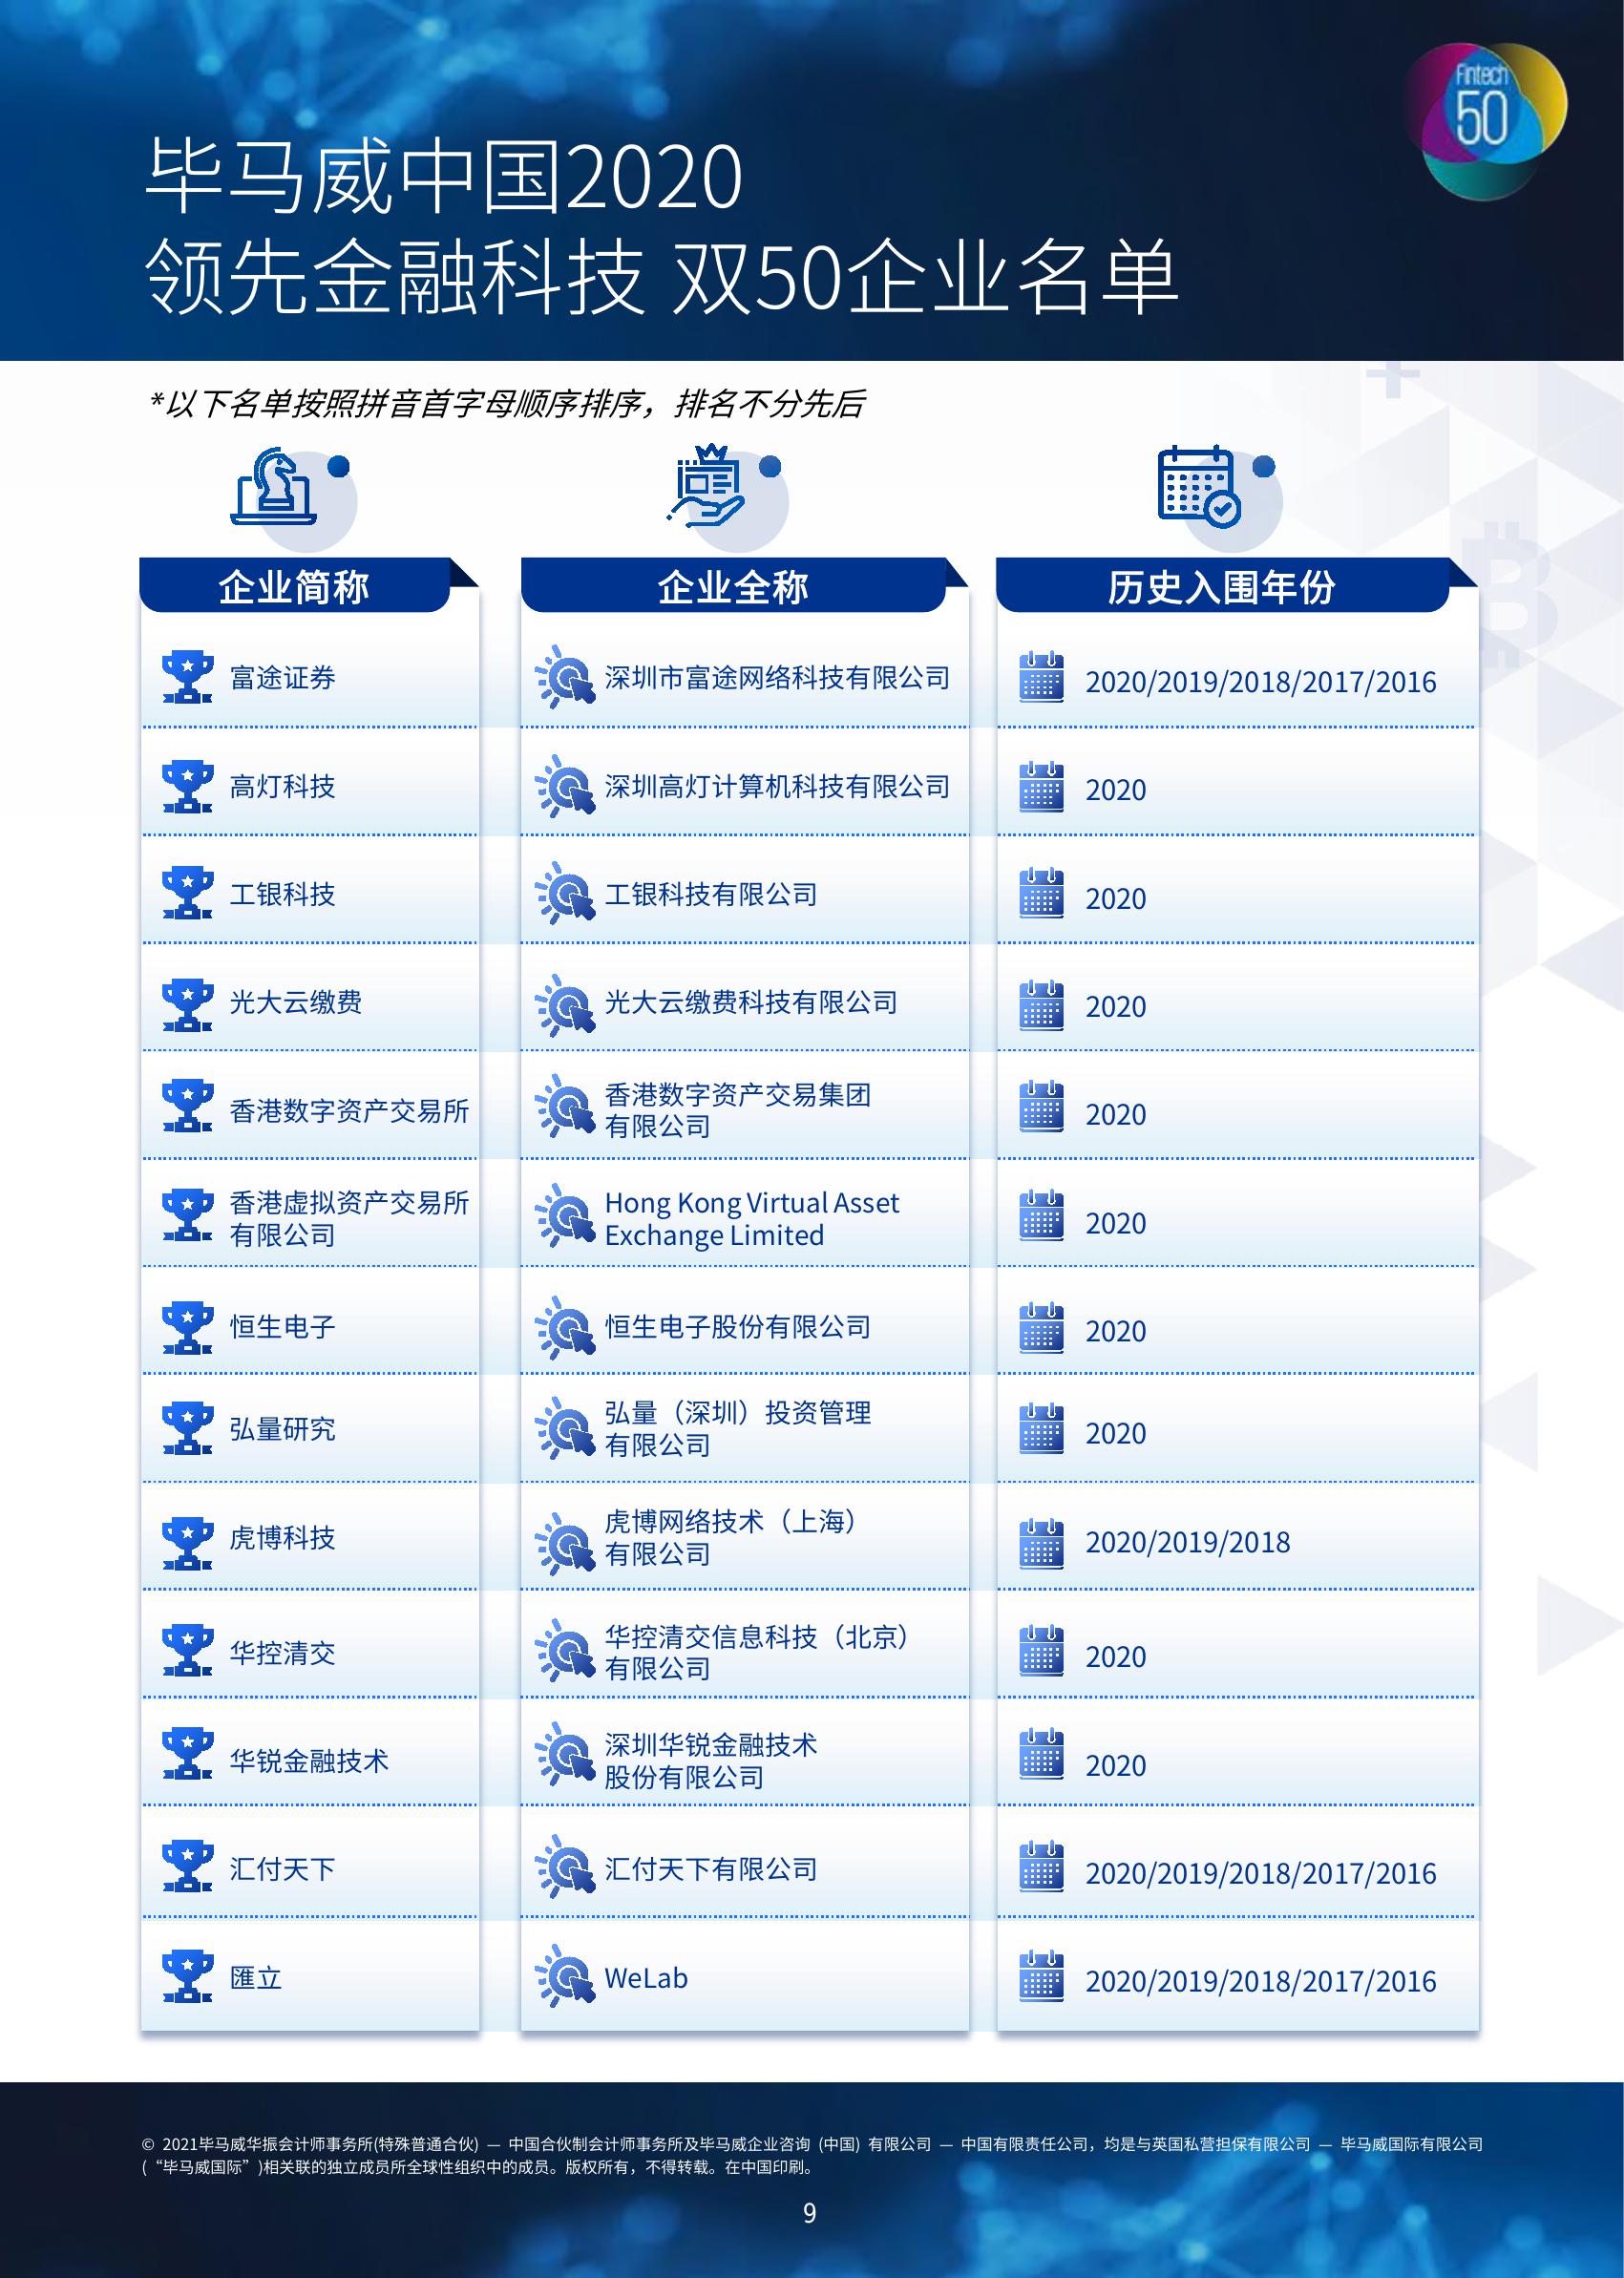 Fintech
50
毕马威中国2020
领先金融科技 双50企业名单
*以下名单按照拼音首字母顺序排序，排名不分先后
企业简称 企业全称 历史入围年份
富途证券 深圳市富途网络科技有限公司 2020/2019/2018/2017/2016
高灯科技 深圳高灯计算机科技有限公司 2020
工银科技 工银科技有限公司 2020
光大云缴费 光大云缴费科技有限公司 2020
香港数字资产交易所 香港数字资产交易集团
有限公司 2020
香港虚拟资产交易所
有限公司
Hong Kong Virtual Asset
Exchange Limited
2020
恒生电子 恒生电子股份有限公司 2020
弘量研究
弘量（深圳）投资管理
有限公司
2020
虎博科技
虎博网络技术（上海）
有限公司
2020/2019/2018
华控清交
华控清交信息科技（北京）
有限公司
2020
华锐金融技术
深圳华锐金融技术
股份有限公司
2020
汇付天下 汇付天下有限公司 2020/2019/2018/2017/2016
匯立 WeLab 2020/2019/2018/2017/2016
© 2021毕马威华振会计师事务所(特殊普通合伙) — 中国合伙制会计师事务所及毕马威企业咨询 (中国) 有限公司 — 中国有限责任公司，均是与英国私营担保有限公司 — 毕马威国际有限公司
(“毕马威国际”)相关联的独立成员所全球性组织中的成员。版权所有，不得转载。在中国印刷。
9